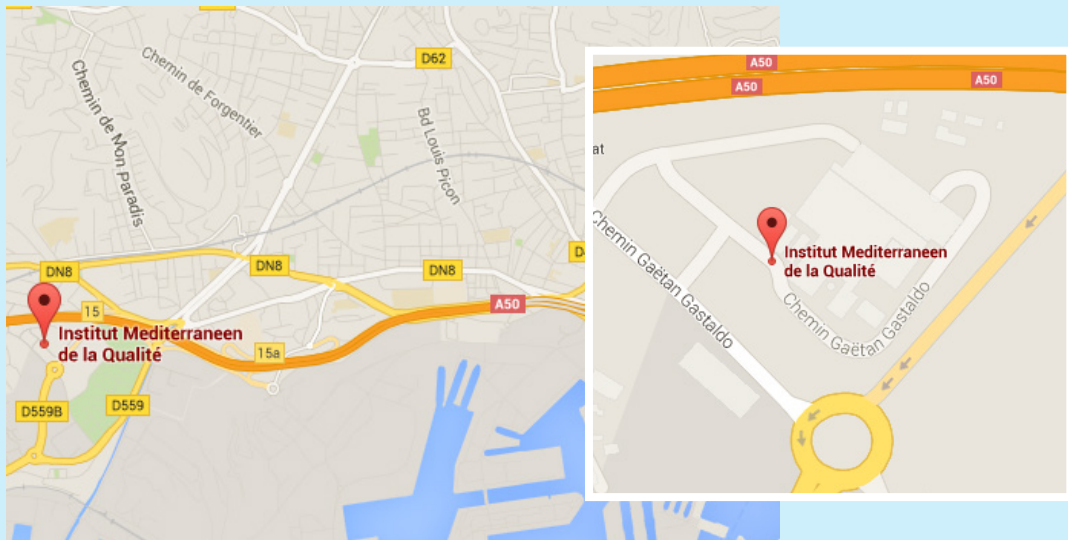 D62
Chemin de Forgentier
Chemin de Mon Paradis
Bd Louis Picon
DN8
DN8
DN8
15
A50
15a
Institut Mediterraneen
de la Qualité
D559B
D559
A50
A50
A50
at
Chemin Gaëtan Gastaldo
Institut Mediterraneen
de la Qualité
Chemin Gaëtan Gastaldo